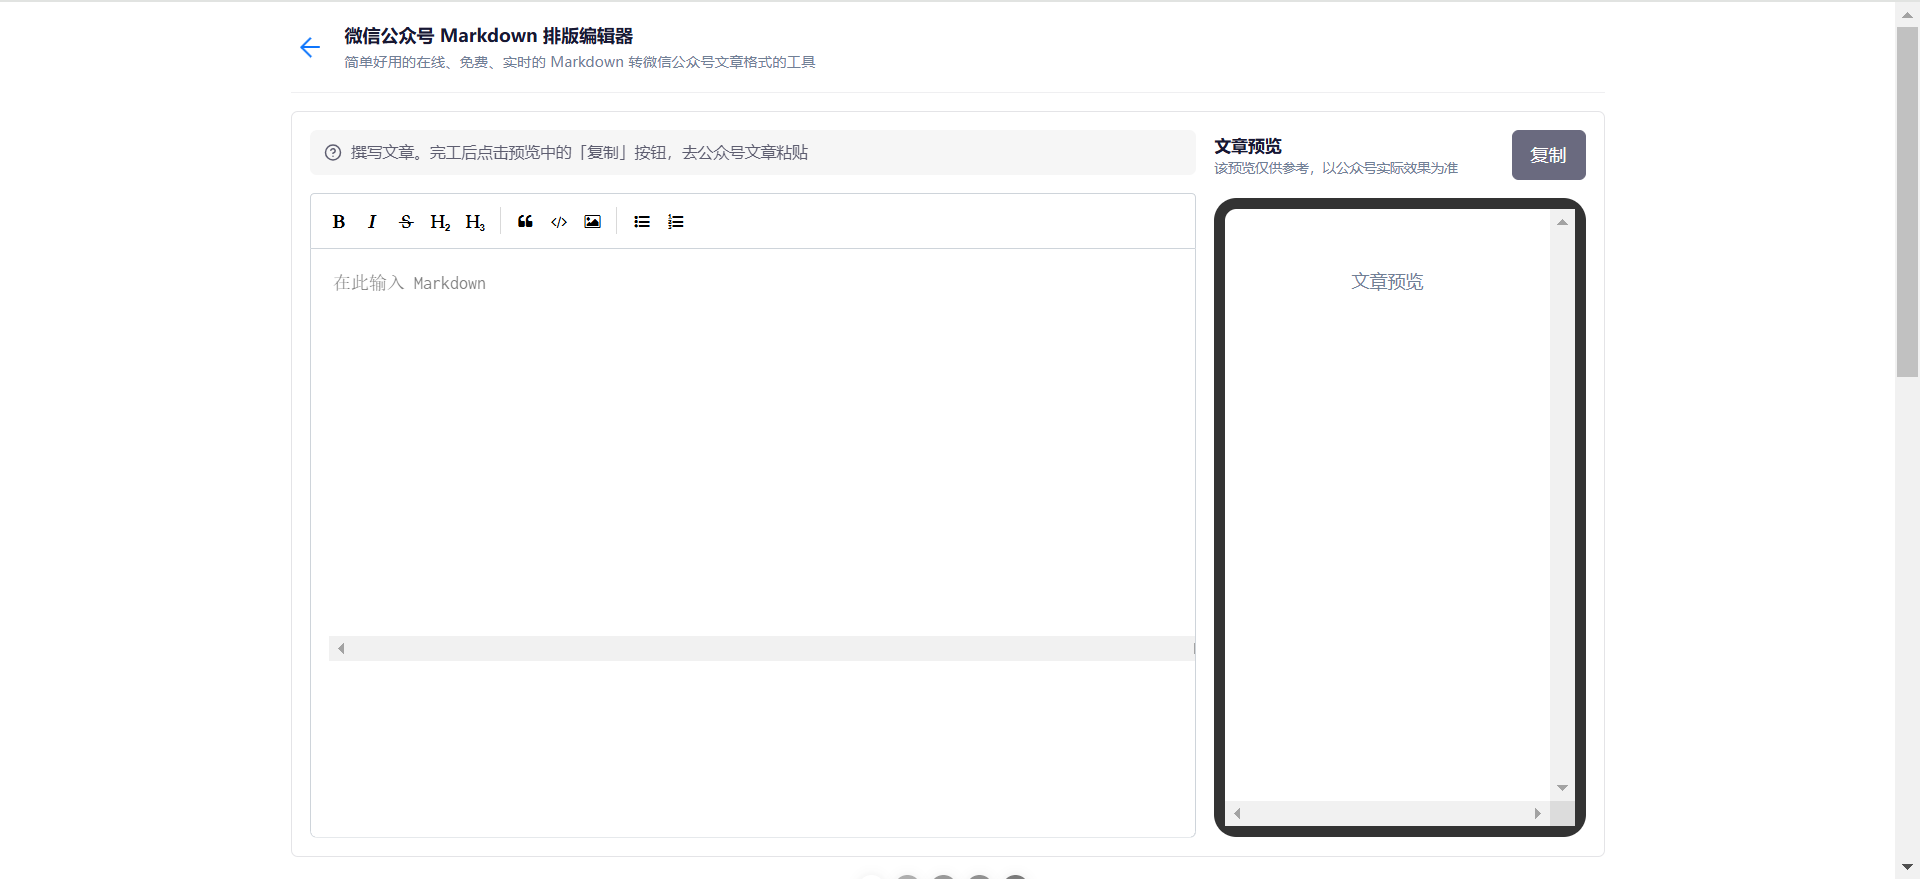 微信公众号 Markdown 排版编辑器
简单好用的在线、免费、实时的 Markdown 转微信公众号文章格式的工具
撰写文章。完工后点击预览中的「复制」按钮，去公众号文章粘贴
文章预览
该预览仅供参考，以公众号实际效果为准
复制
B I S H2 H3
在此输入 Markdown
文章预览